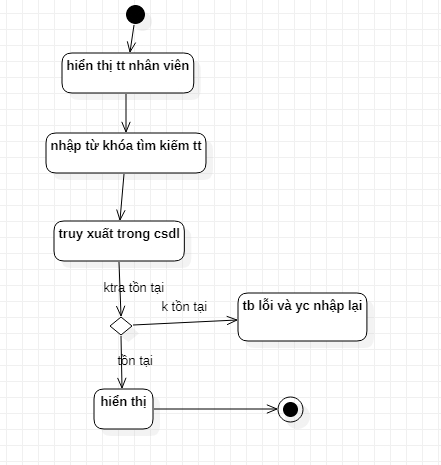 hiển thị tt nhân viên
nhập từ khóa tìm kiếm tt
truy xuất trong csdl
ktra tồn tại
k tồn tại
tb lỗi và yc nhập lại
tồn tại
hiển thị